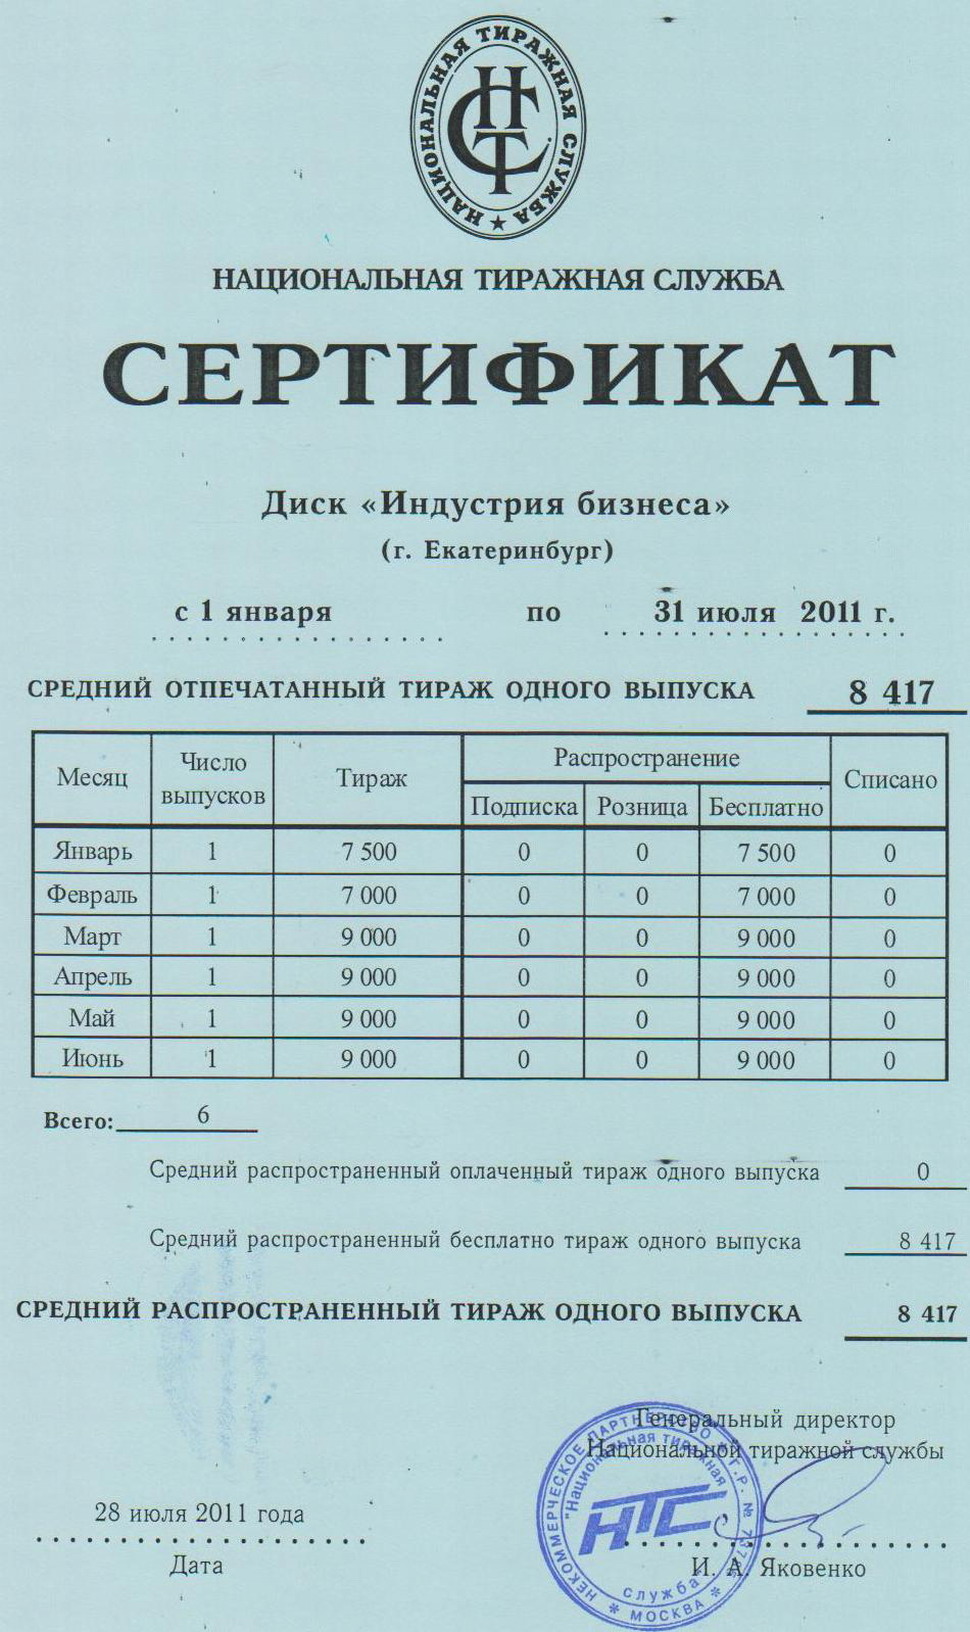 НАЦИОНАЛЬНАЯ ТИРАЖНАЯ СЛУЖБА
НСТ
НАЦИОНАЛЬНАЯ ТИРАЖНАЯ СЛУЖБА
СЕРТИФИКАТ
Диск «Индустрия бизнеса»
(г. Екатеринбург)
с 1 января по 31 июля 2011 г.
СРЕДНИЙ ОТПЕЧАТАННЫЙ ТИРАЖ ОДНОГО ВЫПУСКА 8 417
Месяц Число выпусков Тираж Распространение Списано
Подписка Розница Бесплатно
Январь 1 7 500 0 0 7 500 0
Февраль 1 7 000 0 0 7 000 0
Март 1 9 000 0 0 9 000 0
Апрель 1 9 000 0 0 9 000 0
Май 1 9 000 0 0 9 000 0
Июнь 1 9 000 0 0 9 000 0
Всего: 6
Средний распространенный оплаченный тираж одного выпуска 0
Средний распространенный бесплатно тираж одного выпуска 8 417
СРЕДНИЙ РАСПРОСТРАНЕННЫЙ ТИРАЖ ОДНОГО ВЫПУСКА 8 417
Генеральный директор
Национальной тиражной службы
28 июля 2011 года
Дата
И. А. Яковенко
НЕКОММЕРЧЕСКОЕ ПАРТНЕРСТВО
Г.Р. №
МОСКВА
"Национальная тиражная
служба"
НТС